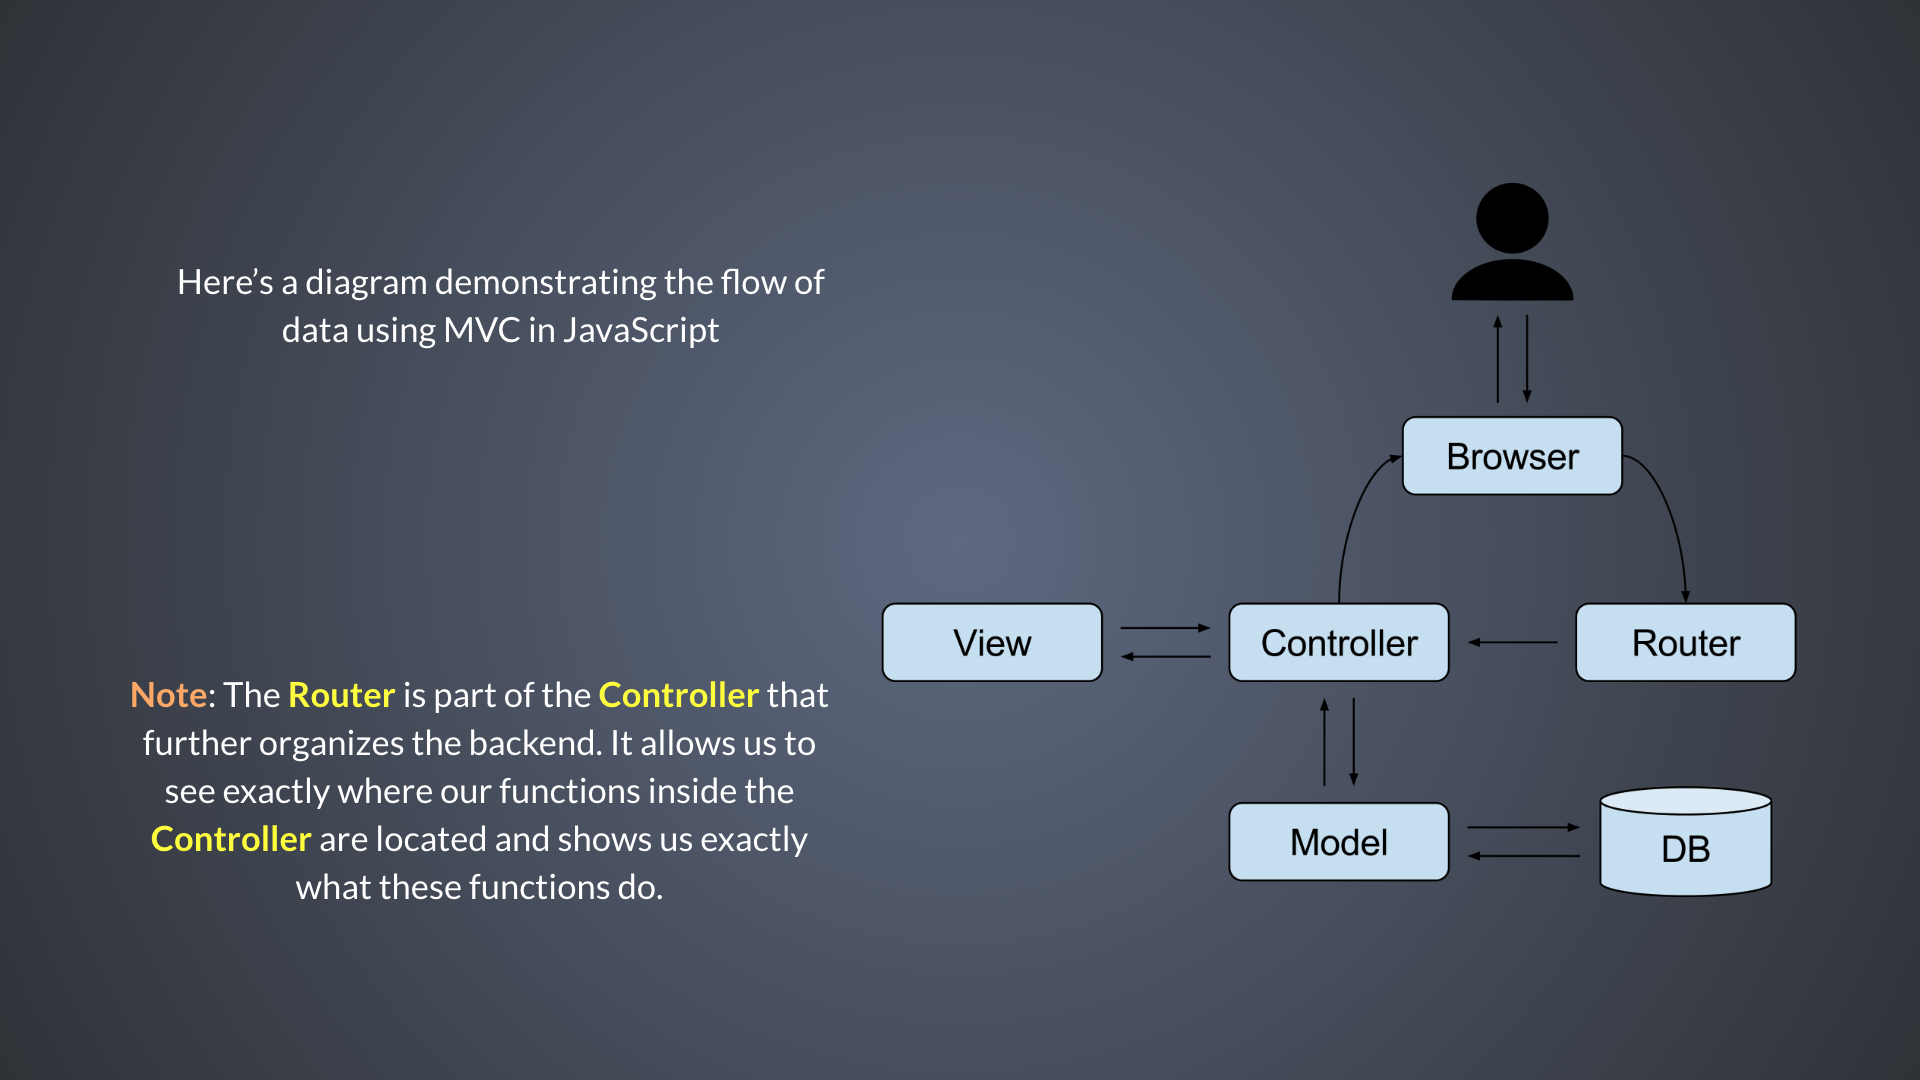 Here’s a diagram demonstrating the flow of
data using MVC in JavaScript
Note: The Router is part of the Controller that
further organizes the backend. It allows us to
see exactly where our functions inside the
Controller are located and shows us exactly
what these functions do.
Browser
View
Controller
Router
Model
DB